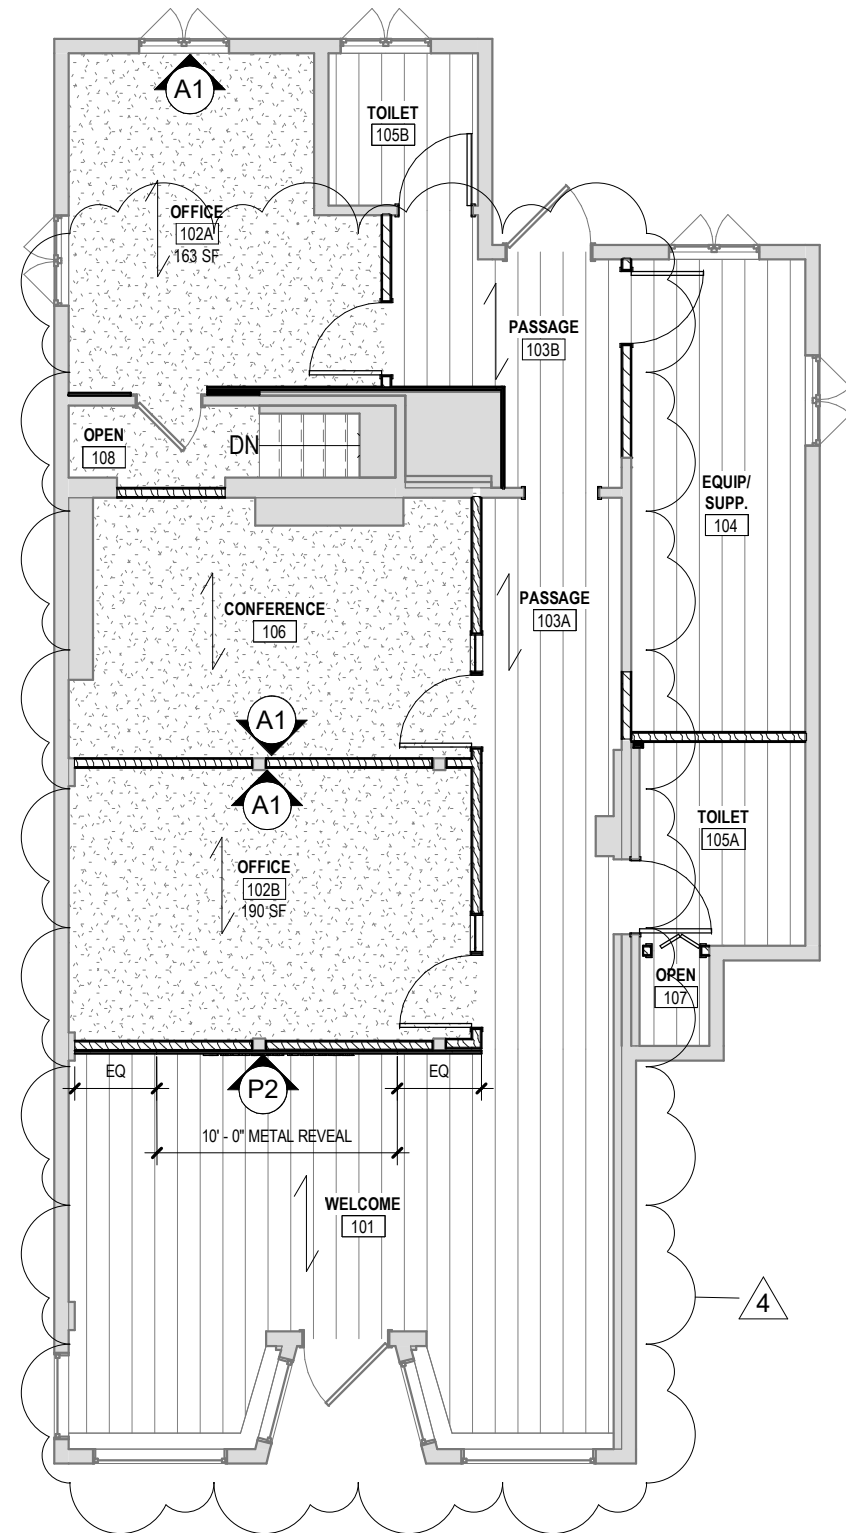 A1
TOILET
105B
OFFICE
102A
163 SF
PASSAGE
103B
OPEN
108
DN
EQUIP/
SUPP.
104
CONFERENCE
106
PASSAGE
103A
A1
A1
TOILET
105A
OFFICE
102B
190 SF
OPEN
107
EQ
P2
EQ
10' - 0" METAL REVEAL
WELCOME
101
4